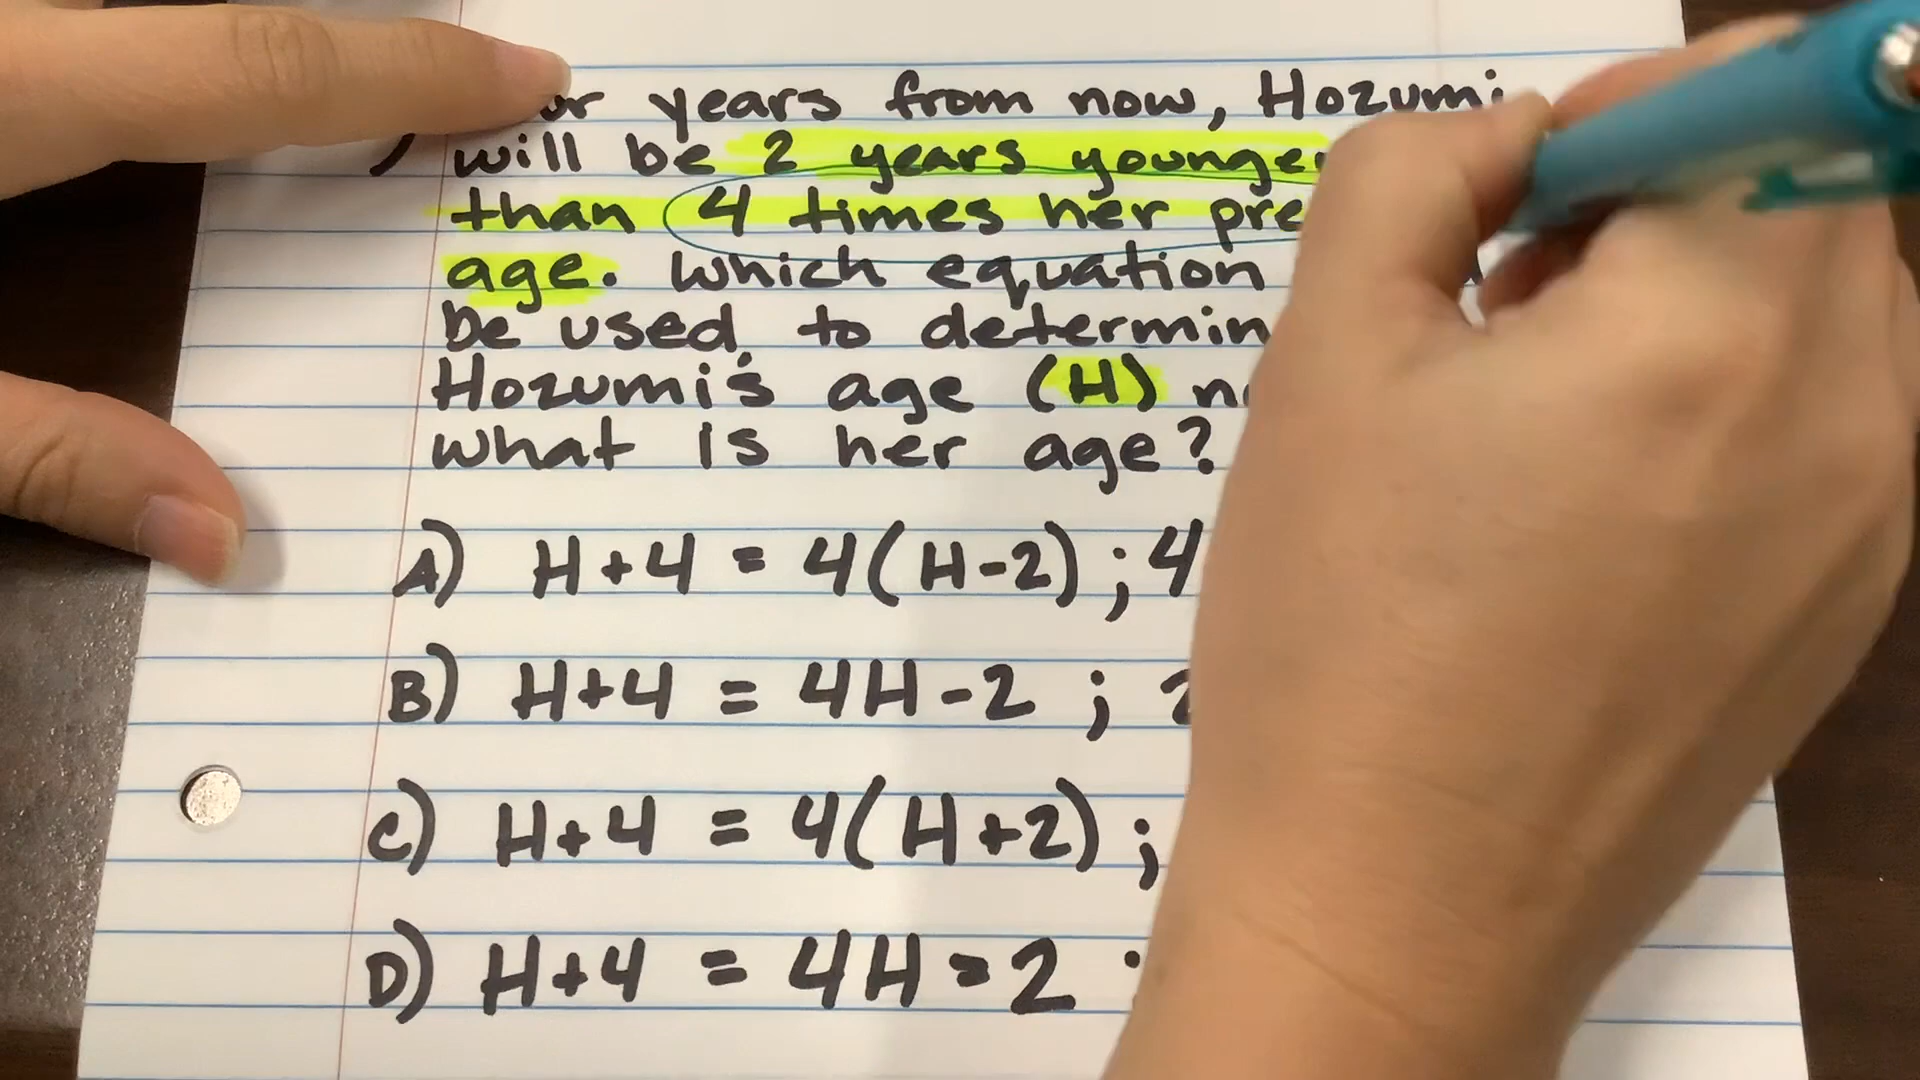 years from now, Hozumi
will be 2 years younger
than 4 times her pre
age. Which equation
be used to determin
Hozumi's age (H)
what is her age?
A) H+4 = 4(H-2) ; 4
B) H+4 = 4H-2 ; 2
C) H+4 = 4(H+2) ;
D) H+4 = 4H-2